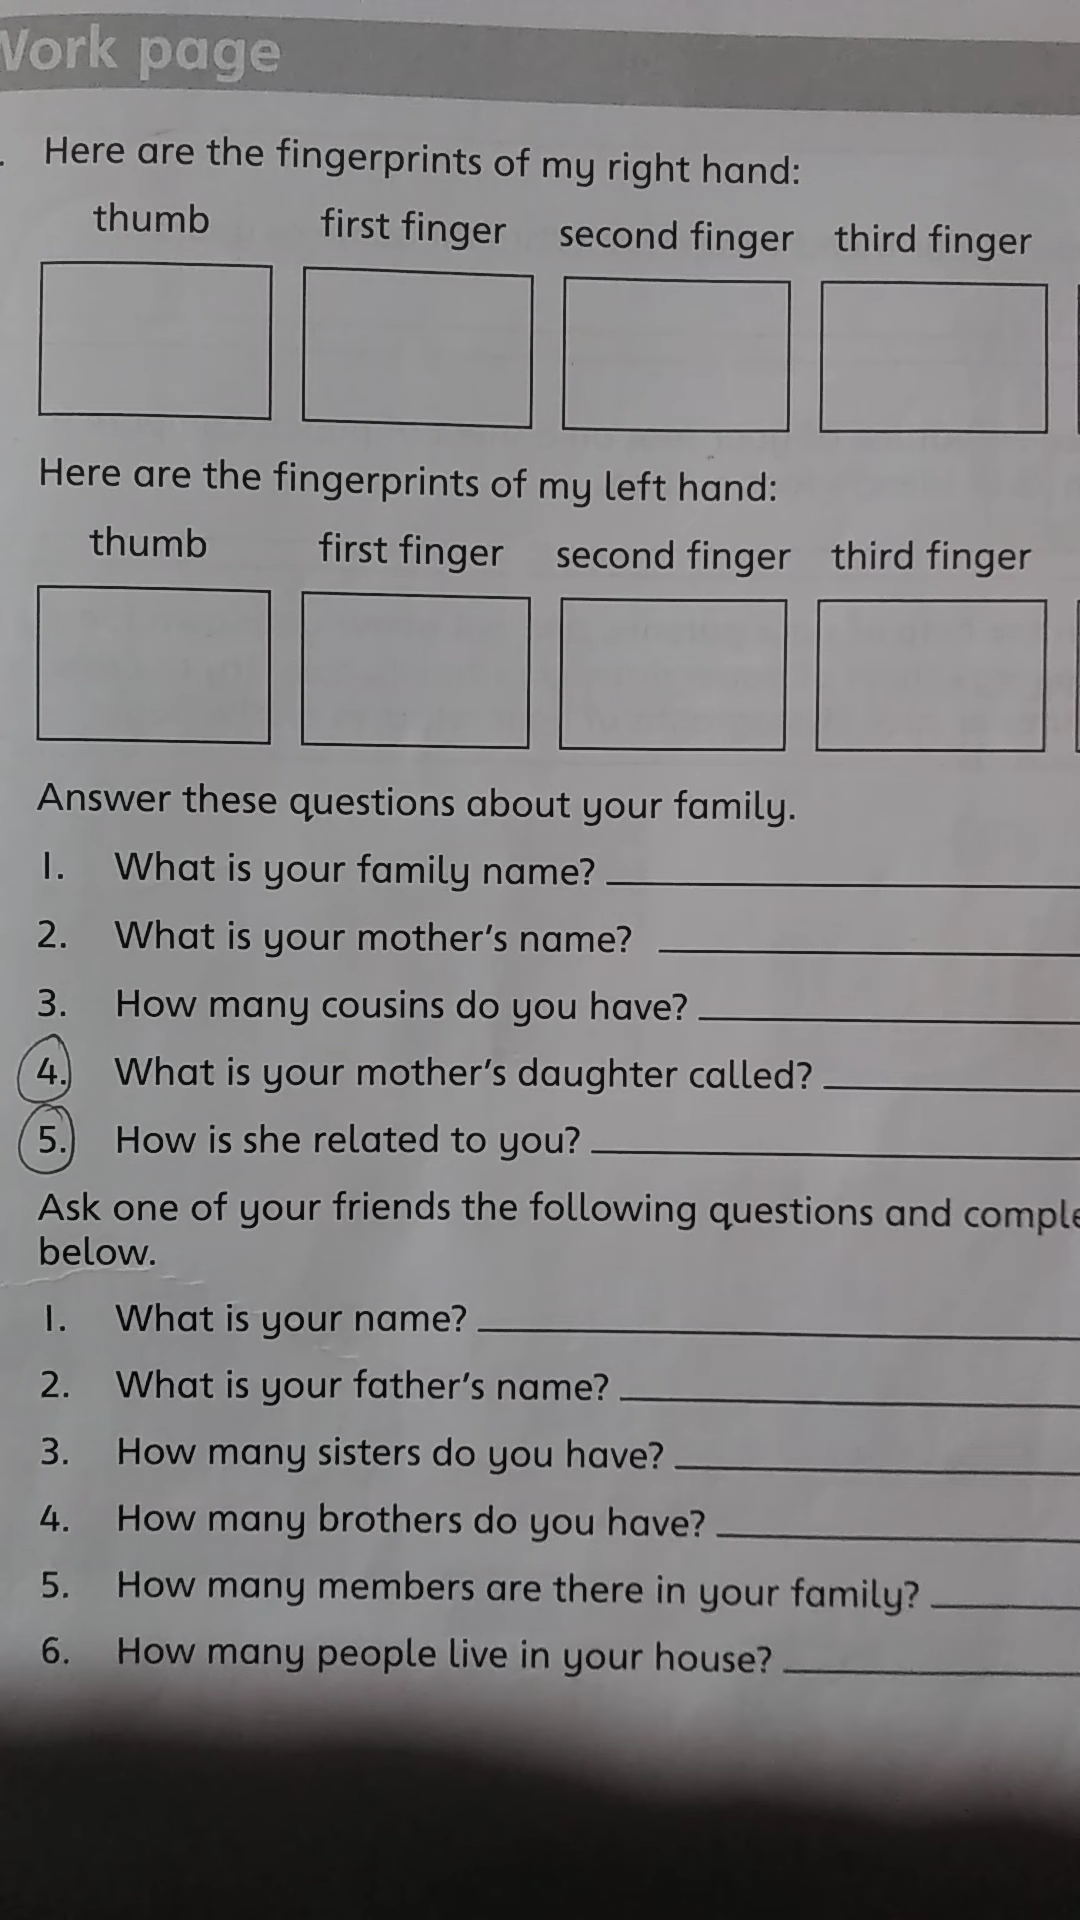 Work page
Here are the fingerprints of my right hand:
thumb first finger second finger third finger
Here are the fingerprints of my left hand:
thumb first finger second finger third finger
Answer these questions about your family.
1. What is your family name?
2. What is your mother's name?
3. How many cousins do you have?
4. What is your mother's daughter called?
5. How is she related to you?
Ask one of your friends the following questions and
below.
1. What is your name?
2. What is your father's name?
3. How many sisters do you have?
4. How many brothers do you have?
5. How many members are there in your family?
6. How many people live in your house?